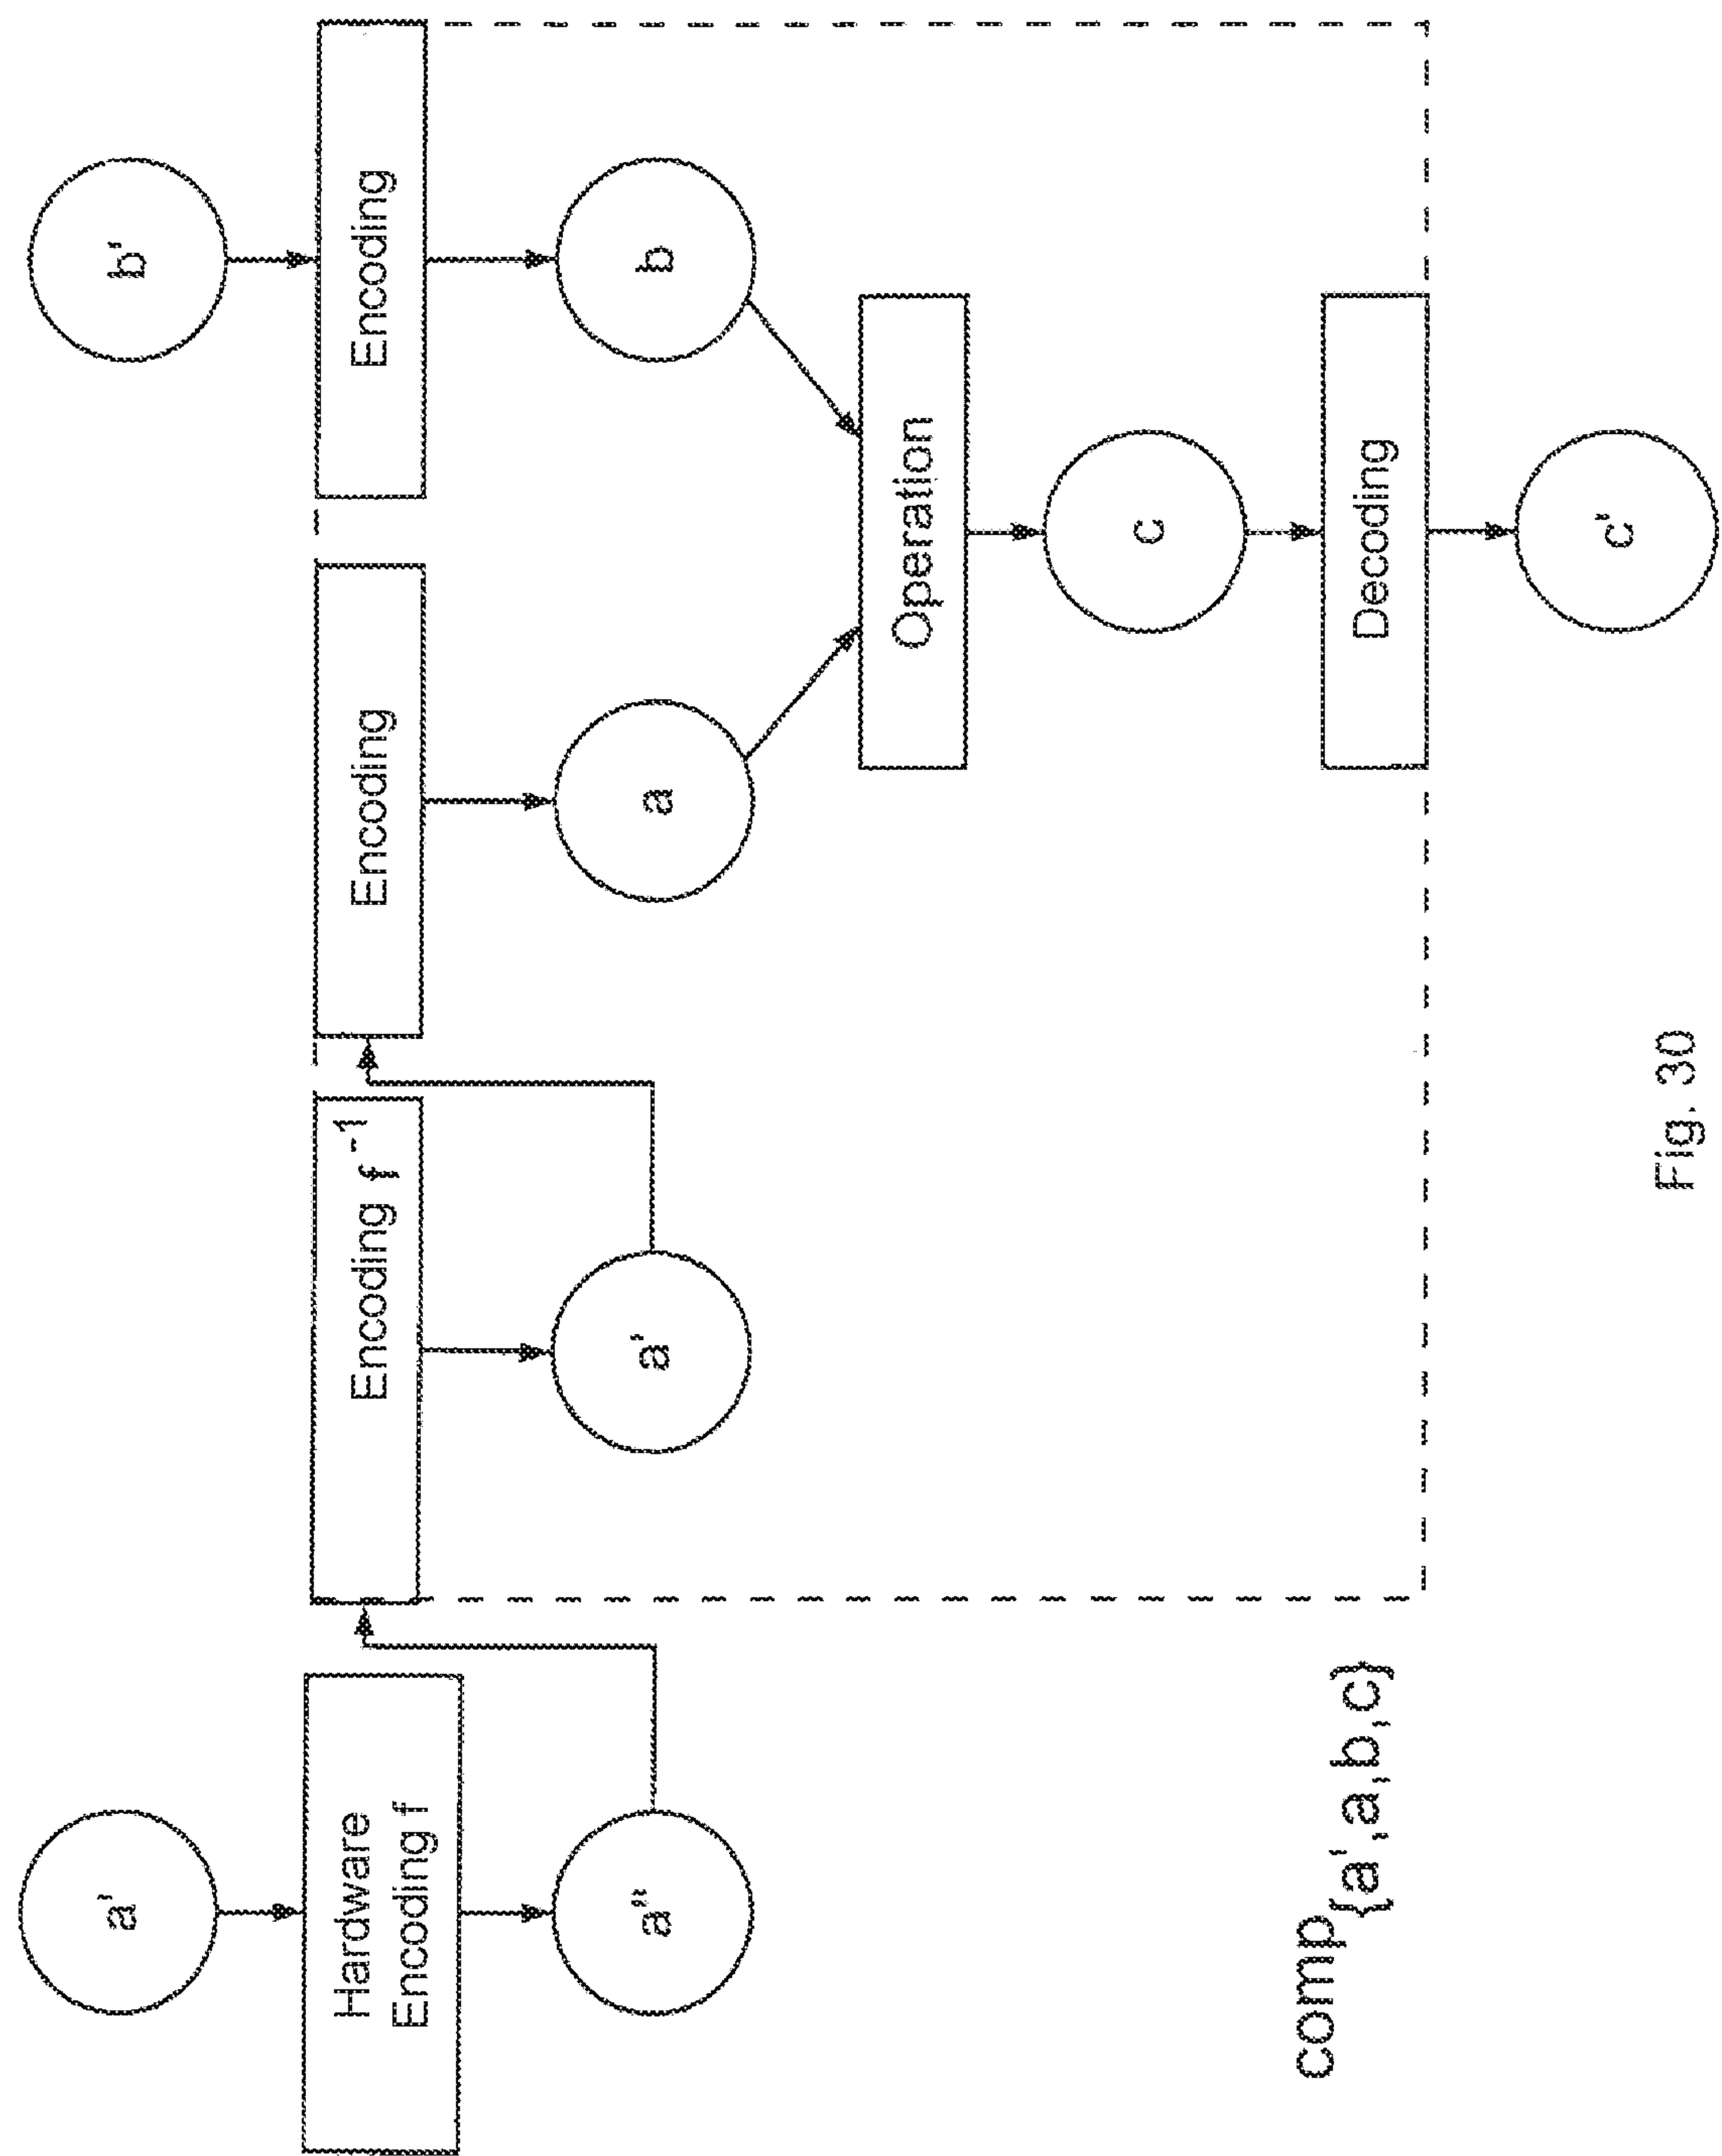 a'
Hardware
Encoding f
a"
Encoding f -1
a'
Encoding
a
b'
Encoding
b
Operation
c
Decoding
c'
comp{a',a,b,c}
Fig. 30